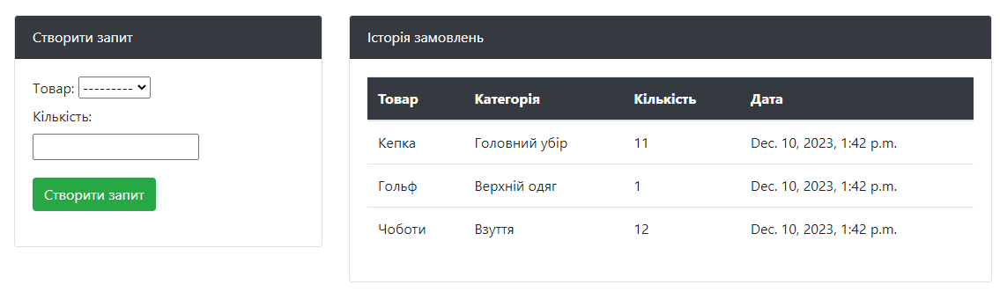 Створити запит
Товар: ---------
Кількість:
Створити запит
Історія замовлень
Товар Категорія Кількість Дата
Кепка Головний убір 11 Dec. 10, 2023, 1:42 p.m.
Гольф Верхній одяг 1 Dec. 10, 2023, 1:42 p.m.
Чоботи Взуття 12 Dec. 10, 2023, 1:42 p.m.